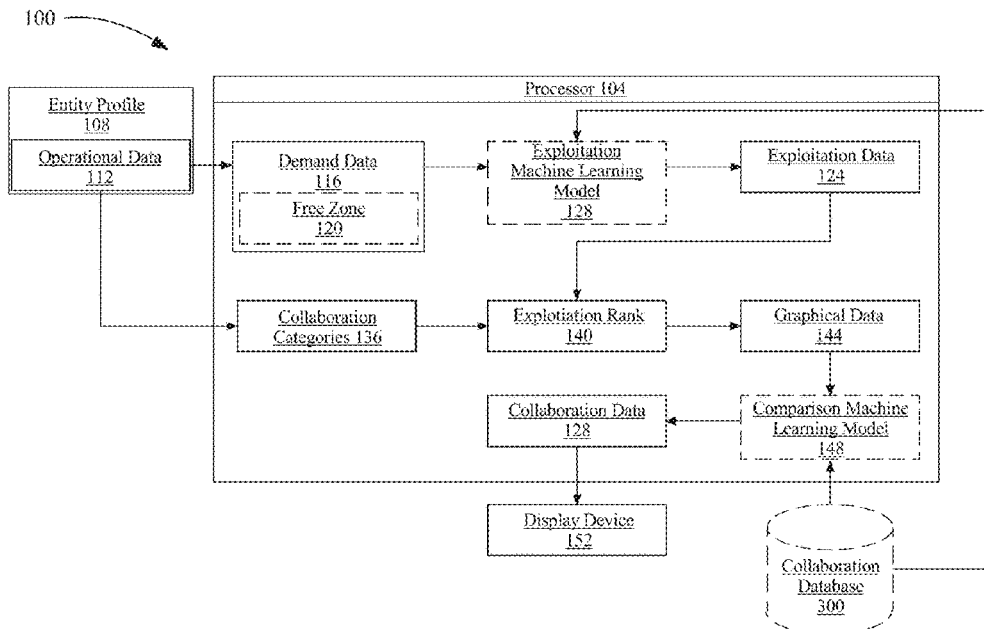 100
Processor 104
Entity Profile
108
Operational Data
112
Demand Data
116
Free Zone
120
Exploitation
Machine Learning
Model
128
Exploitation Data
124
Collaboration
Categories 136
Explotiation Rank
140
Graphical Data
144
Collaboration Data
128
Comparison Machine
Learning Model
148
Display Device
152
Collaboration
Database
300